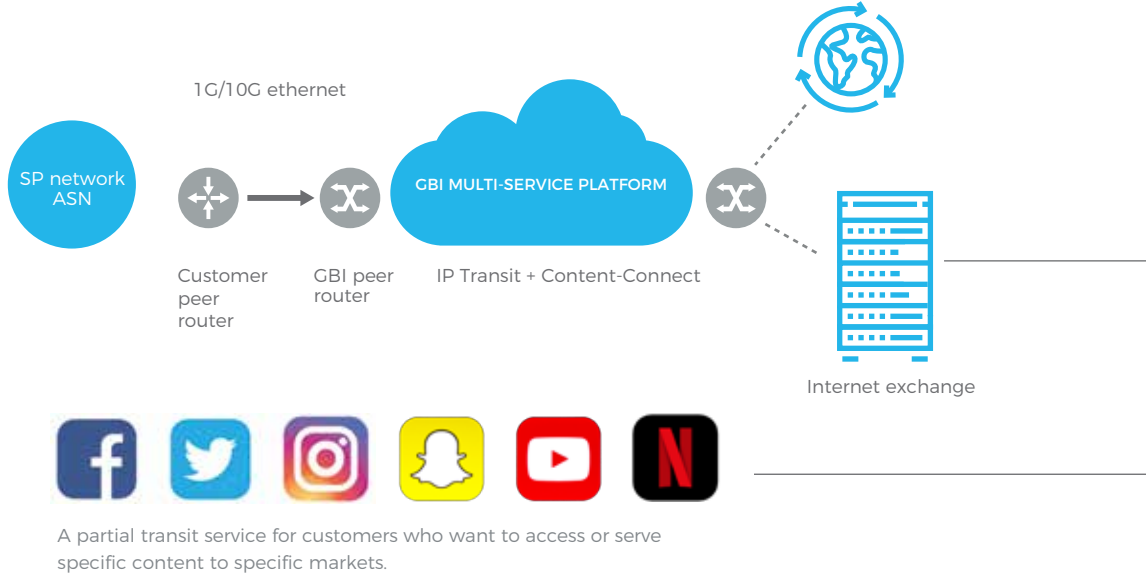 1G/10G ethernet
SP network
ASN
GBI MULTI-SERVICE PLATFORM
Customer
peer
router
GBI peer
router
IP Transit + Content-Connect
Internet exchange
f
N
A partial transit service for customers who want to access or serve
specific content to specific markets.